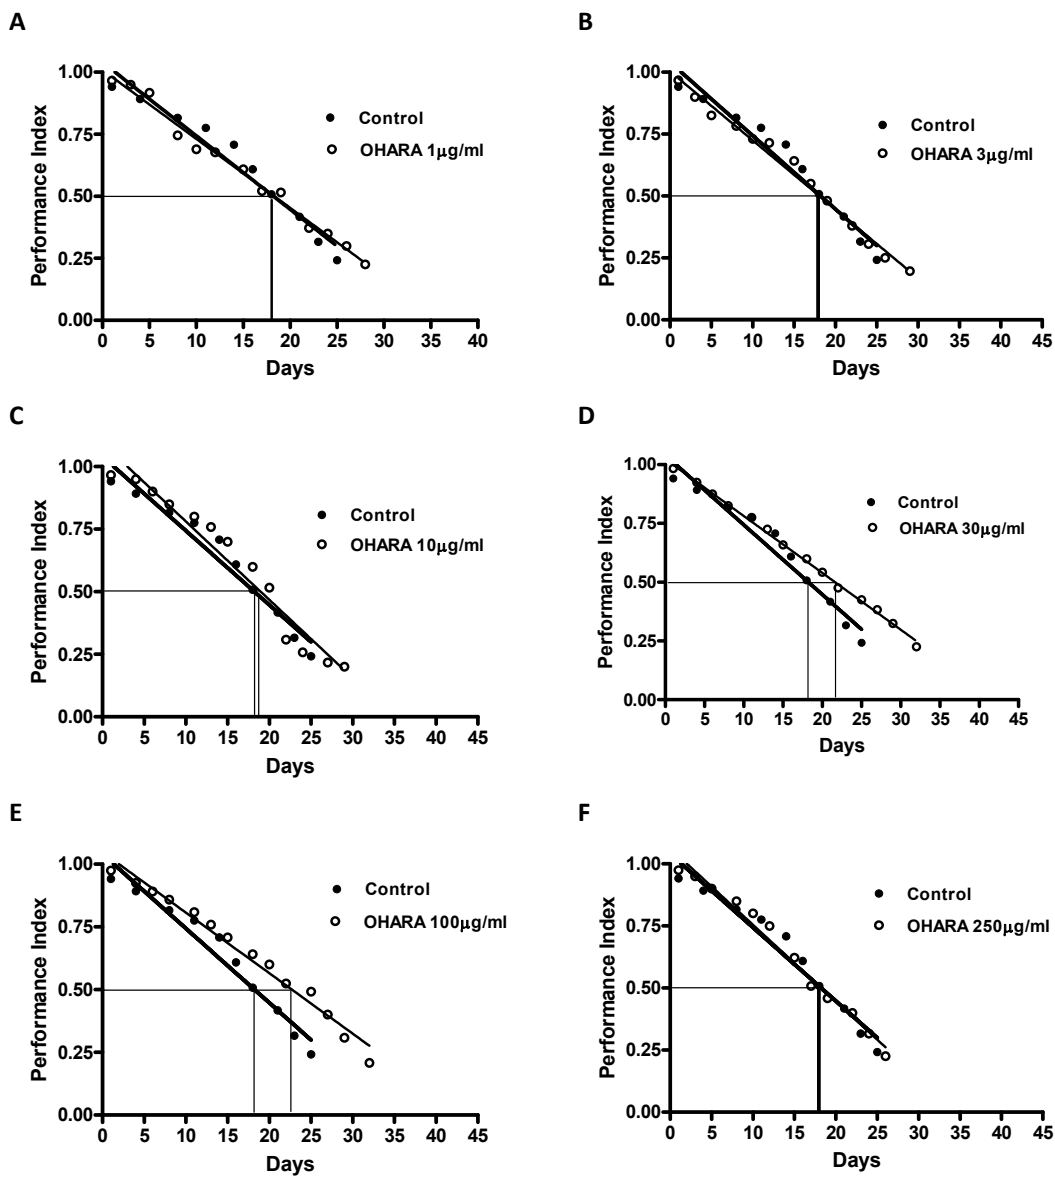 A
Performance Index
1.00
0.75
0.50
0.25
0.00
0 5 10 15 20 25 30 35 40
Days
Control
OHARA 1μg/ml
B
Performance Index
1.00
0.75
0.50
0.25
0.00
0 5 10 15 20 25 30 35 40 45
Days
Control
OHARA 3μg/ml
C
Performance Index
1.00
0.75
0.50
0.25
0.00
0 5 10 15 20 25 30 35 40 45
Days
Control
OHARA 10μg/ml
D
Performance Index
1.00
0.75
0.50
0.25
0.00
0 5 10 15 20 25 30 35 40 45
Days
Control
OHARA 30μg/ml
E
Performance Index
1.00
0.75
0.50
0.25
0.00
0 5 10 15 20 25 30 35 40 45
Days
Control
OHARA 100μg/ml
F
Performance Index
1.00
0.75
0.50
0.25
0.00
0 5 10 15 20 25 30 35 40 45
Days
Control
OHARA 250μg/ml